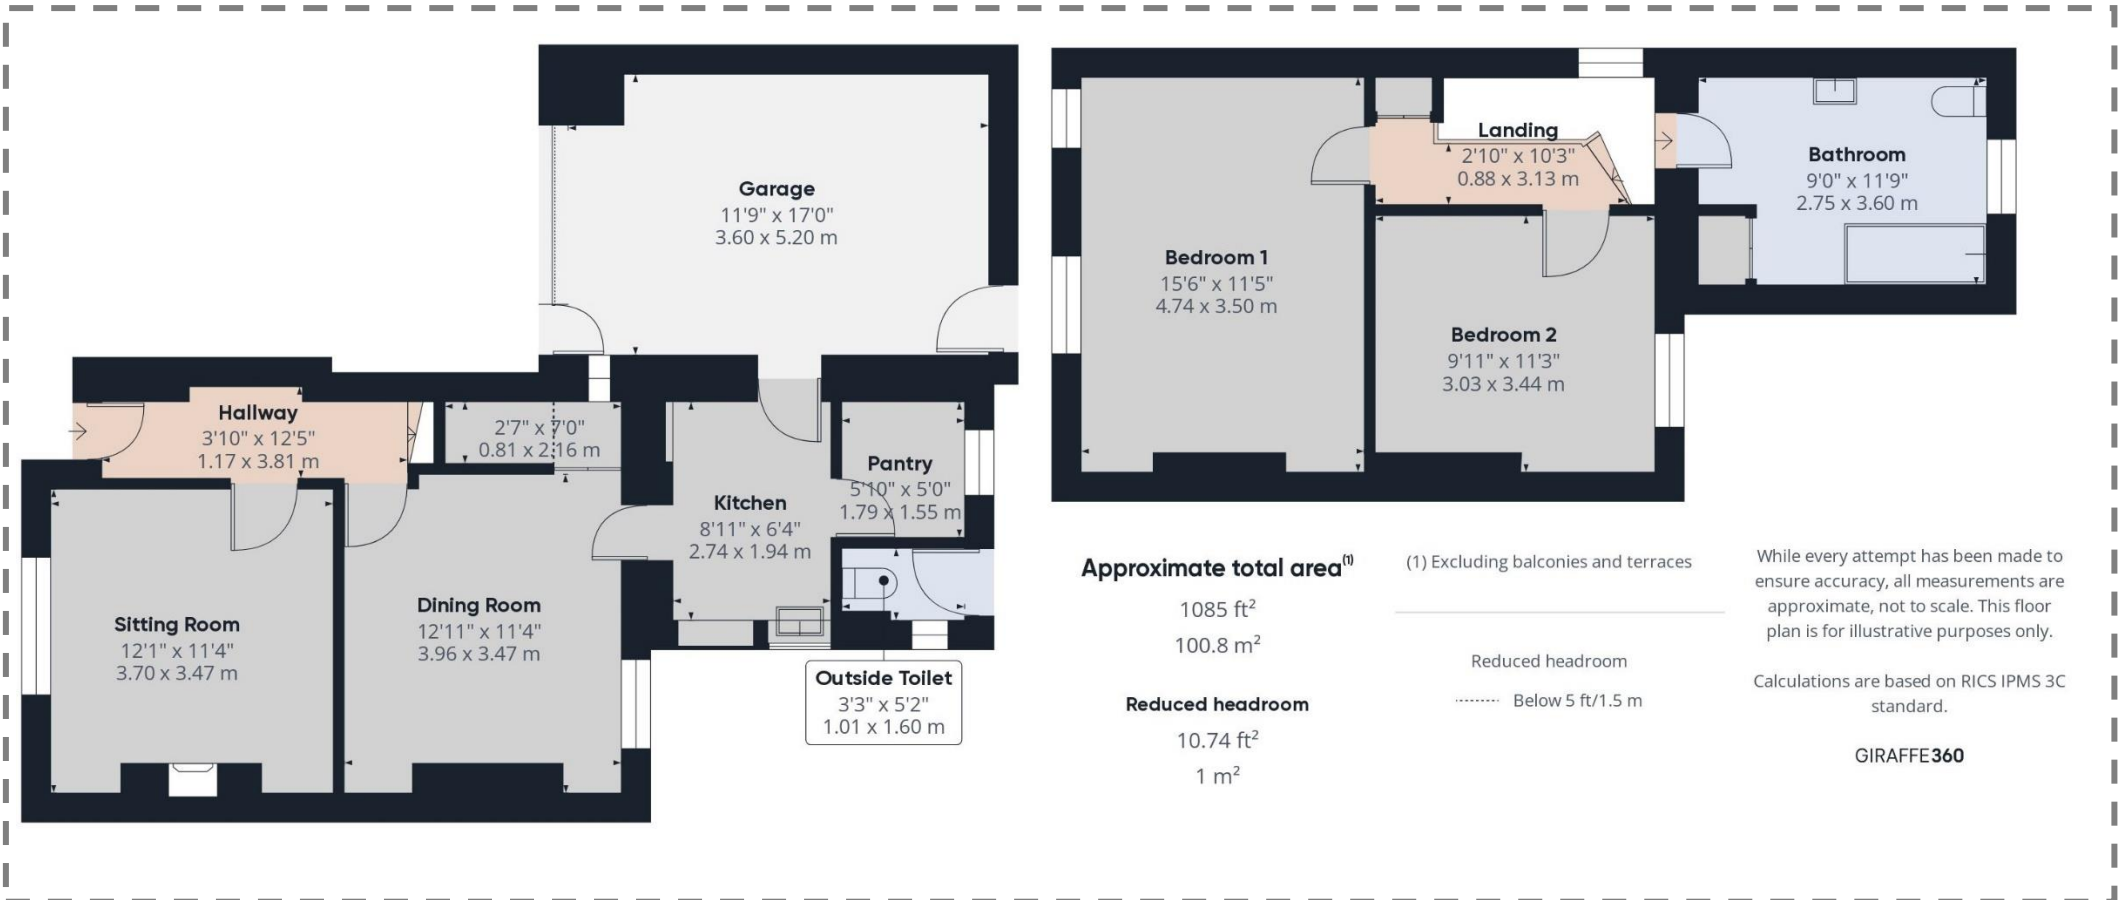 Garage
11'9" x 17'0"
3.60 x 5.20 m
Hallway
3'10" x 12'5"
1.17 x 3.81 m
2'7" x 7'0"
0.81 x 2.16 m
Pantry
5'10" x 5'0"
1.79 x 1.55 m
Kitchen
8'11" x 6'4"
2.74 x 1.94 m
Sitting Room
12'1" x 11'4"
3.70 x 3.47 m
Dining Room
12'11" x 11'4"
3.96 x 3.47 m
Outside Toilet
3'3" x 5'2"
1.01 x 1.60 m
Landing
2'10" x 10'3"
0.88 x 3.13 m
Bathroom
9'0" x 11'9"
2.75 x 3.60 m
Bedroom 1
15'6" x 11'5"
4.74 x 3.50 m
Bedroom 2
9'11" x 11'3"
3.03 x 3.44 m
Approximate total area(1)
1085 ft²
100.8 m²
Reduced headroom
10.74 ft²
1 m²
(1) Excluding balconies and terraces
Reduced headroom
Below 5 ft/1.5 m
While every attempt has been made to
ensure accuracy, all measurements are
approximate, not to scale. This floor
plan is for illustrative purposes only.
Calculations are based on RICS IPMS 3C
standard.
GIRAFFE360